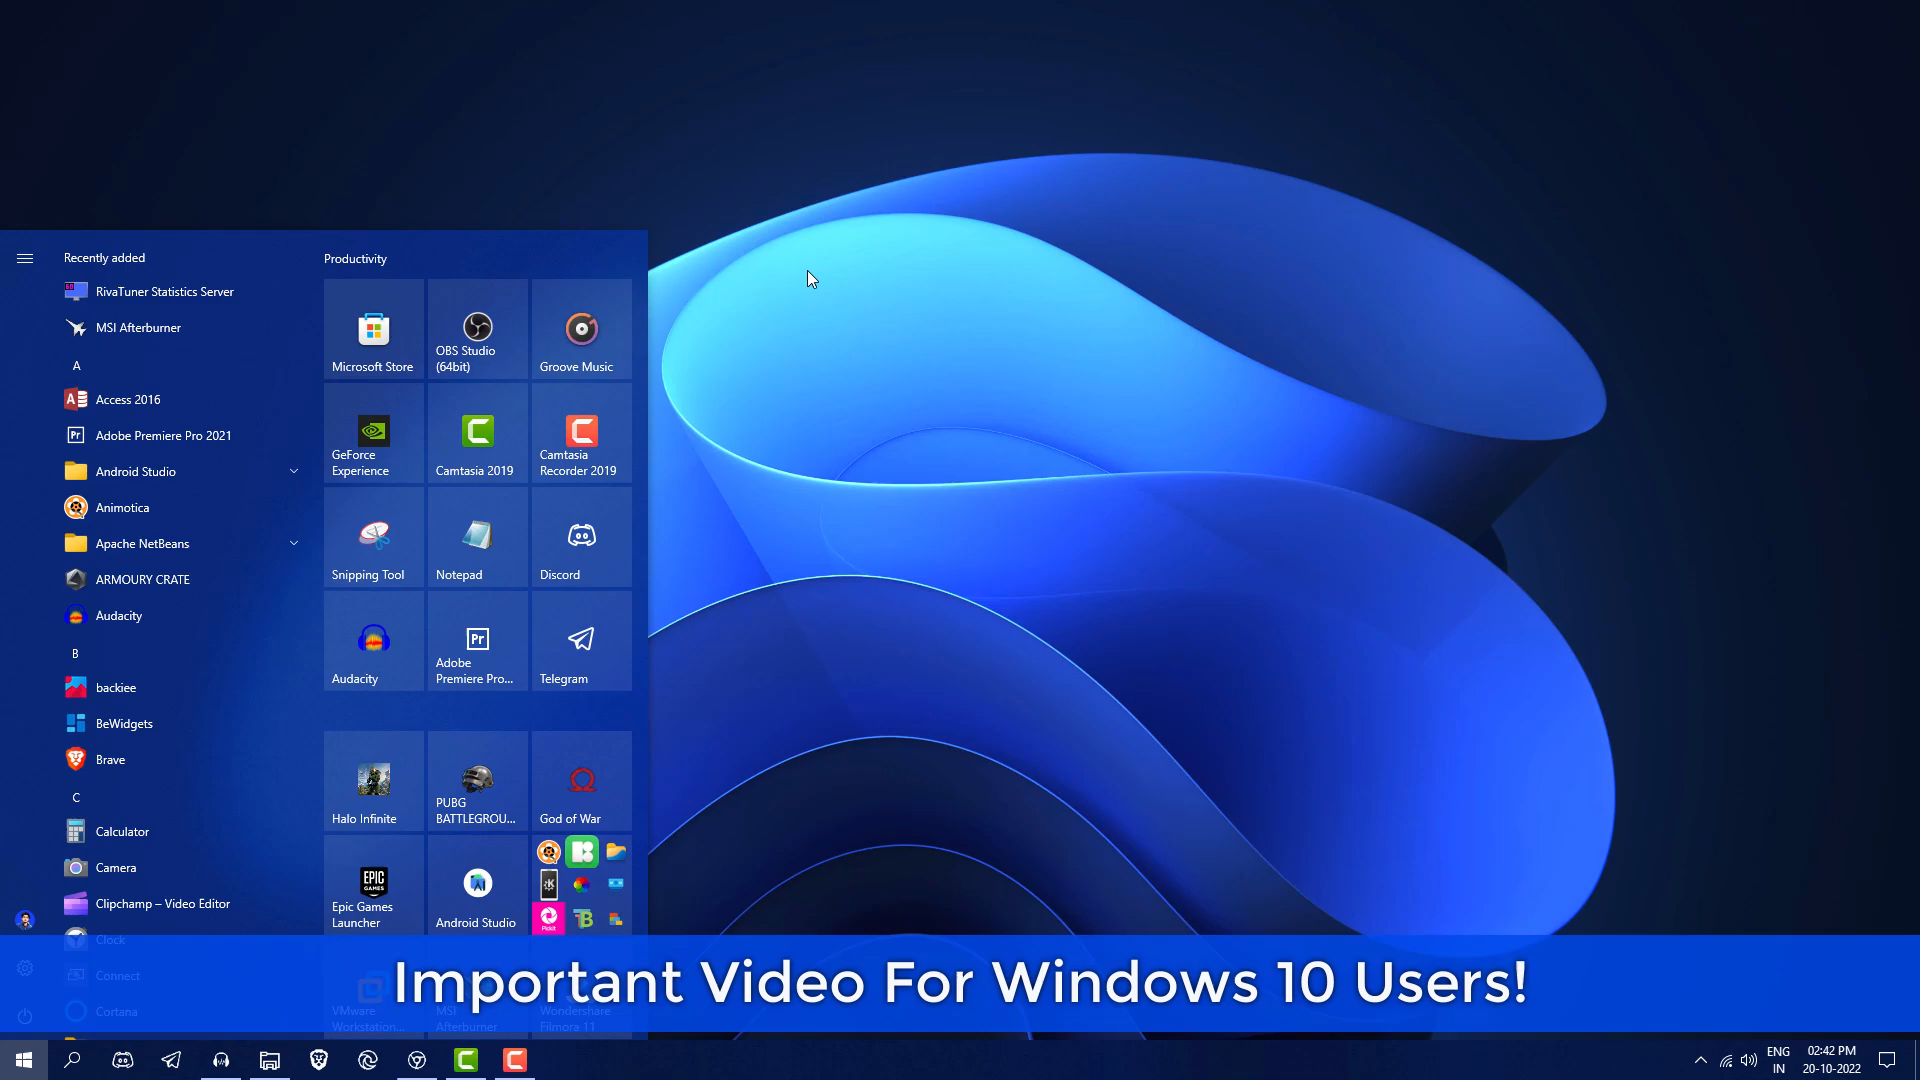 Recently added
RivaTuner Statistics Server
MSI Afterburner
A
Access 2016
Adobe Premiere Pro 2021
Android Studio
Animotica
Apache NetBeans
ARMOURY CRATE
Audacity
B
backiee
BeWidgets
Brave
C
Calculator
Camera
Clipchamp – Video Editor
Clock
Connect
Cortana
Productivity
Microsoft Store
OBS Studio
(64bit)
Groove Music
GeForce
Experience
Camtasia 2019
Camtasia
Recorder 2019
Snipping Tool
Notepad
Discord
Audacity
Adobe
Premiere Pro...
Telegram
Halo Infinite
PUBG
BATTLEGROU...
God of War
Epic Games
Launcher
Android Studio
VMware
Workstation...
MSI
Afterburner
Wondershare
Filmora 11
Important Video For Windows 10 Users!
ENG
IN
02:42 PM
20-10-2022